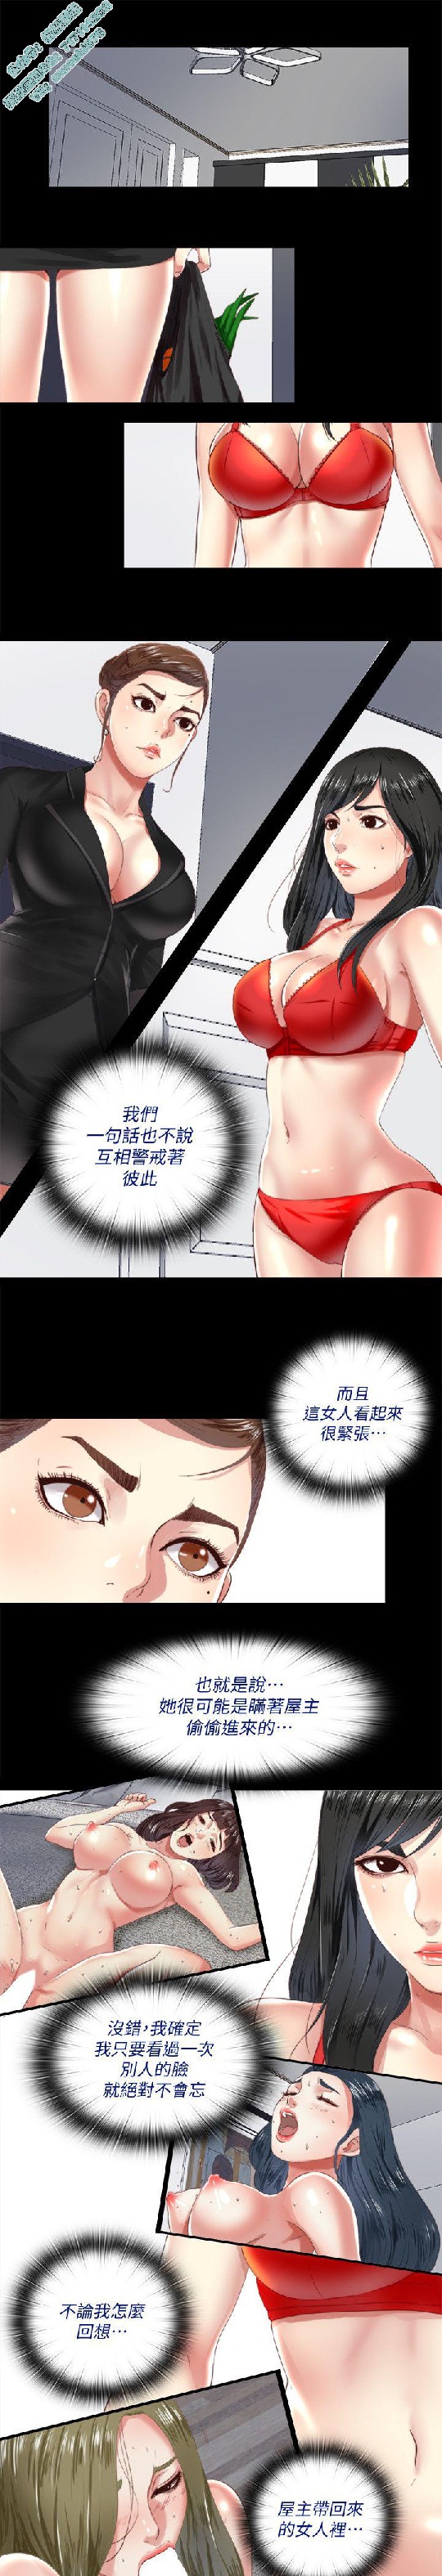 我們
一句話也不說
互相警戒著
彼此
而且
這女人看起來
很緊張…
也就是說…
她很可能是瞞著屋主
偷偷進來的…
沒錯，我確定
我只要看過一次
別人的臉
就絕對不會忘
不論我怎麼
回想…
屋主帶回來
的女人裡…